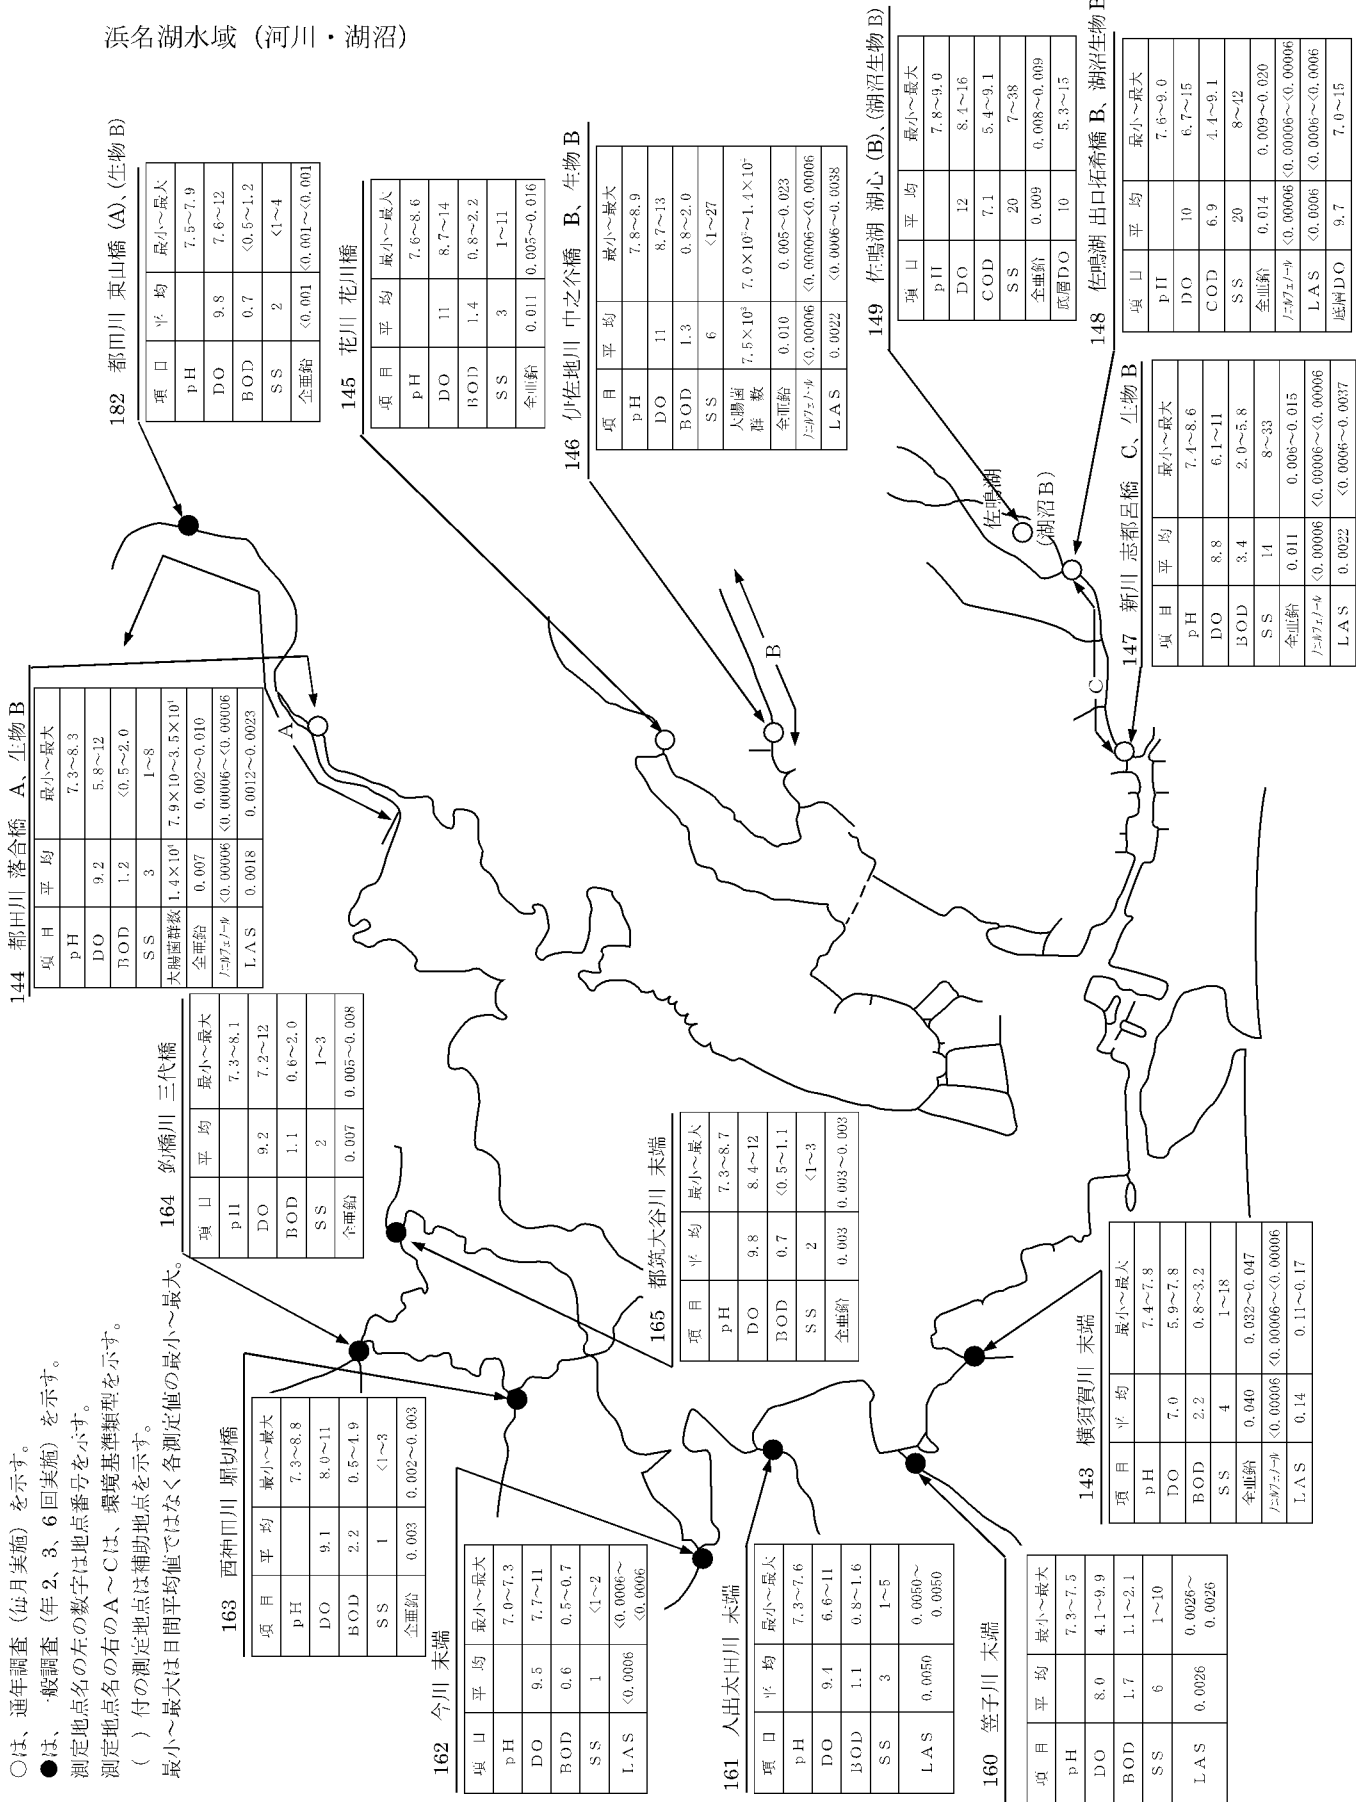 浜名湖水域（河川・湖沼）
○は、通年調査（毎月実施）を示す。
●は、一般調査（年2、3、6回実施）を示す。
測定地点名の左の数字は地点番号を示す。
測定地点名の右のA～Cは、環境基準類型を示す。
（ ）付の測定地点は補助地点を示す。
最小～最大は日間平均値ではなく各測定値の最小～最大。
144 都田川 落合橋 A、生物B
項目 平均 最小～最大
pH 7.3～8.3
DO 9.2 5.8～12
BOD 1.2 <0.5～2.0
SS 3 1～8
大腸菌群数
全亜鉛 0.007 0.002～0.010
ﾉﾆﾙﾌｪﾉｰﾙ <0.00006 <0.00006～<0.00006
LAS 0.0018 0.0012～0.0023
182 都田川 東山橋 (A)、(生物B)
項目 平均 最小～最大
pH 7.5～7.9
DO 9.8 7.6～12
BOD 0.7 <0.5～1.2
SS 2 <1～4
全亜鉛 <0.001 <0.001～<0.001
145 花川 花川橋
項目 平均 最小～最大
pH 7.6～8.6
DO 11 8.7～14
BOD 1.4 0.8～2.2
SS 3 1～11
全亜鉛 0.011 0.005～0.016
146 伊佐地川 中之谷橋 B、生物B
項目 平均 最小～最大
pH 7.8～8.9
DO 11 8.7～13
BOD 1.3 0.8～2.0
SS 6 <1～27
大腸菌群数
全亜鉛 0.010 0.005～0.023
ﾉﾆﾙﾌｪﾉｰﾙ <0.00006 <0.00006～<0.00006
LAS 0.0022 <0.0006～0.0038
149 佐鳴湖 湖心 (B)、(湖沼生物B)
項目 平均 最小～最大
pH 7.8～9.0
DO 12 8.4～16
COD 7.1 5.4～9.1
SS 20 7～38
全亜鉛 0.009 0.008～0.009
底層DO 10 5.3～15
148 佐鳴湖 出口拓希橋 B、湖沼生物B
項目 平均 最小～最大
pH 7.6～9.0
DO 10 6.7～15
COD 6.9 4.4～9.1
SS 20 8～42
全亜鉛 0.014 0.009～0.020
ﾉﾆﾙﾌｪﾉｰﾙ <0.00006 <0.00006～<0.00006
LAS <0.0006 <0.0006～<0.0006
底層DO 9.7 7.0～15
147 新川 志都呂橋 C、生物B
項目 平均 最小～最大
pH 7.4～8.6
DO 8.8 6.1～11
BOD 3.4 2.0～5.8
SS 14 8～33
全亜鉛 0.011 0.006～0.015
ﾉﾆﾙﾌｪﾉｰﾙ <0.00006 <0.00006～<0.00006
LAS 0.0022 <0.0006～0.0037
佐鳴湖
(湖沼B)
A
B
C
164 釣橋川 三代橋
項目 平均 最小～最大
pH 7.3～8.1
DO 9.2 7.2～12
BOD 1.1 0.6～2.0
SS 2 1～3
全亜鉛 0.007 0.005～0.008
163 西神田川 堀切橋
項目 平均 最小～最大
pH 7.3～8.8
DO 9.1 8.0～11
BOD 2.2 0.5～4.9
SS 1 <1～3
全亜鉛 0.003 0.002～0.003
165 都筑大谷川 末端
項目 平均 最小～最大
pH 7.3～8.7
DO 9.8 8.4～12
BOD 0.7 <0.5～1.1
SS 2 <1～3
全亜鉛 0.003 0.003～0.003
162 今川 末端
項目 平均 最小～最大
pH 7.0～7.3
DO 9.5 7.7～11
BOD 0.6 0.5～0.7
SS 1 <1～2
LAS <0.0006 <0.0006～<0.0006
161 入出太田川 末端
項目 平均 最小～最大
pH 7.3～7.6
DO 9.4 6.6～11
BOD 1.1 0.8～1.6
SS 3 1～5
LAS 0.0050 0.0050～0.0050
160 笠子川 末端
項目 平均 最小～最大
pH 7.3～7.5
DO 8.0 4.1～9.9
BOD 1.7 1.1～2.1
SS 6 1～10
LAS 0.0026 0.0026～0.0026
143 横須賀川 末端
項目 平均 最小～最大
pH 7.4～7.8
DO 7.0 5.9～7.8
BOD 2.2 0.8～3.2
SS 4 1～18
全亜鉛 0.040 0.032～0.047
ﾉﾆﾙﾌｪﾉｰﾙ <0.00006 <0.00006～<0.00006
LAS 0.14 0.11～0.17